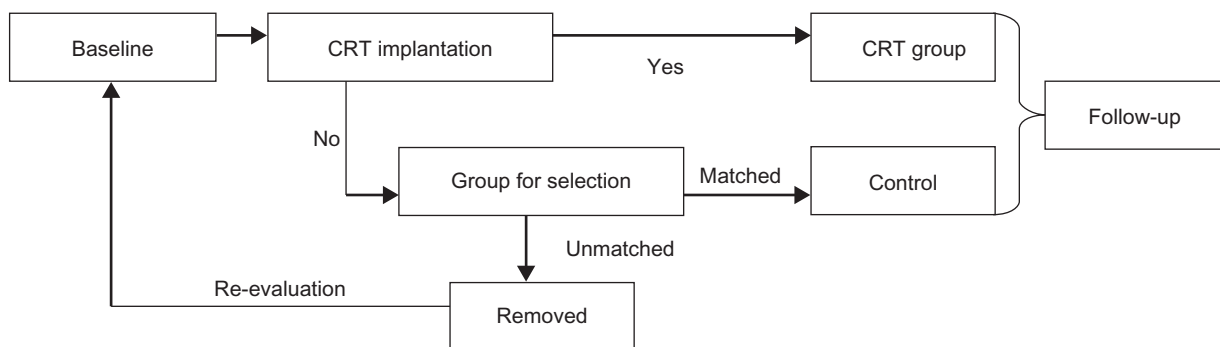 Baseline
CRT implantation
Yes
CRT group
Follow-up
No
Group for selection
Matched
Control
Unmatched
Re-evaluation
Removed